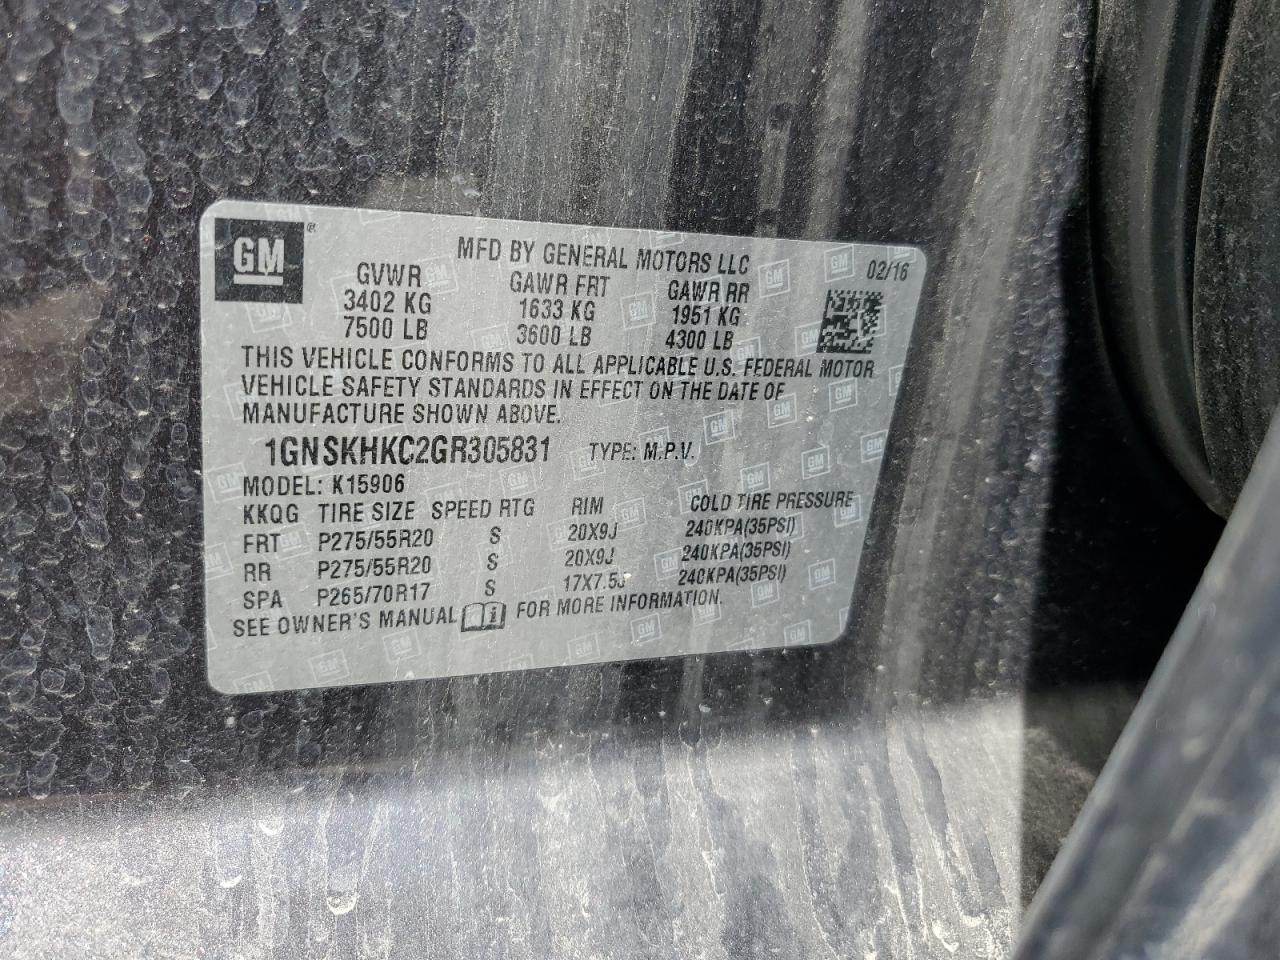 GM ®
MFD BY GENERAL MOTORS LLC 02/16
GVWR GAWR FRT GAWR RR
3402 KG 1633 KG 1951 KG
7500 LB 3600 LB 4300 LB
THIS VEHICLE CONFORMS TO ALL APPLICABLE U.S. FEDERAL MOTOR
VEHICLE SAFETY STANDARDS IN EFFECT ON THE DATE OF
MANUFACTURE SHOWN ABOVE.
1GNSKHKC2GR305831 TYPE: M.P.V.
MODEL: K15906
KKQG TIRE SIZE SPEED RTG RIM COLD TIRE PRESSURE
FRT P275/55R20 S 20X9J 240KPA(35PSI)
RR P275/55R20 S 20X9J 240KPA(35PSI)
SPA P265/70R17 S 17X7.5J 240KPA(35PSI)
SEE OWNER'S MANUAL i FOR MORE INFORMATION.